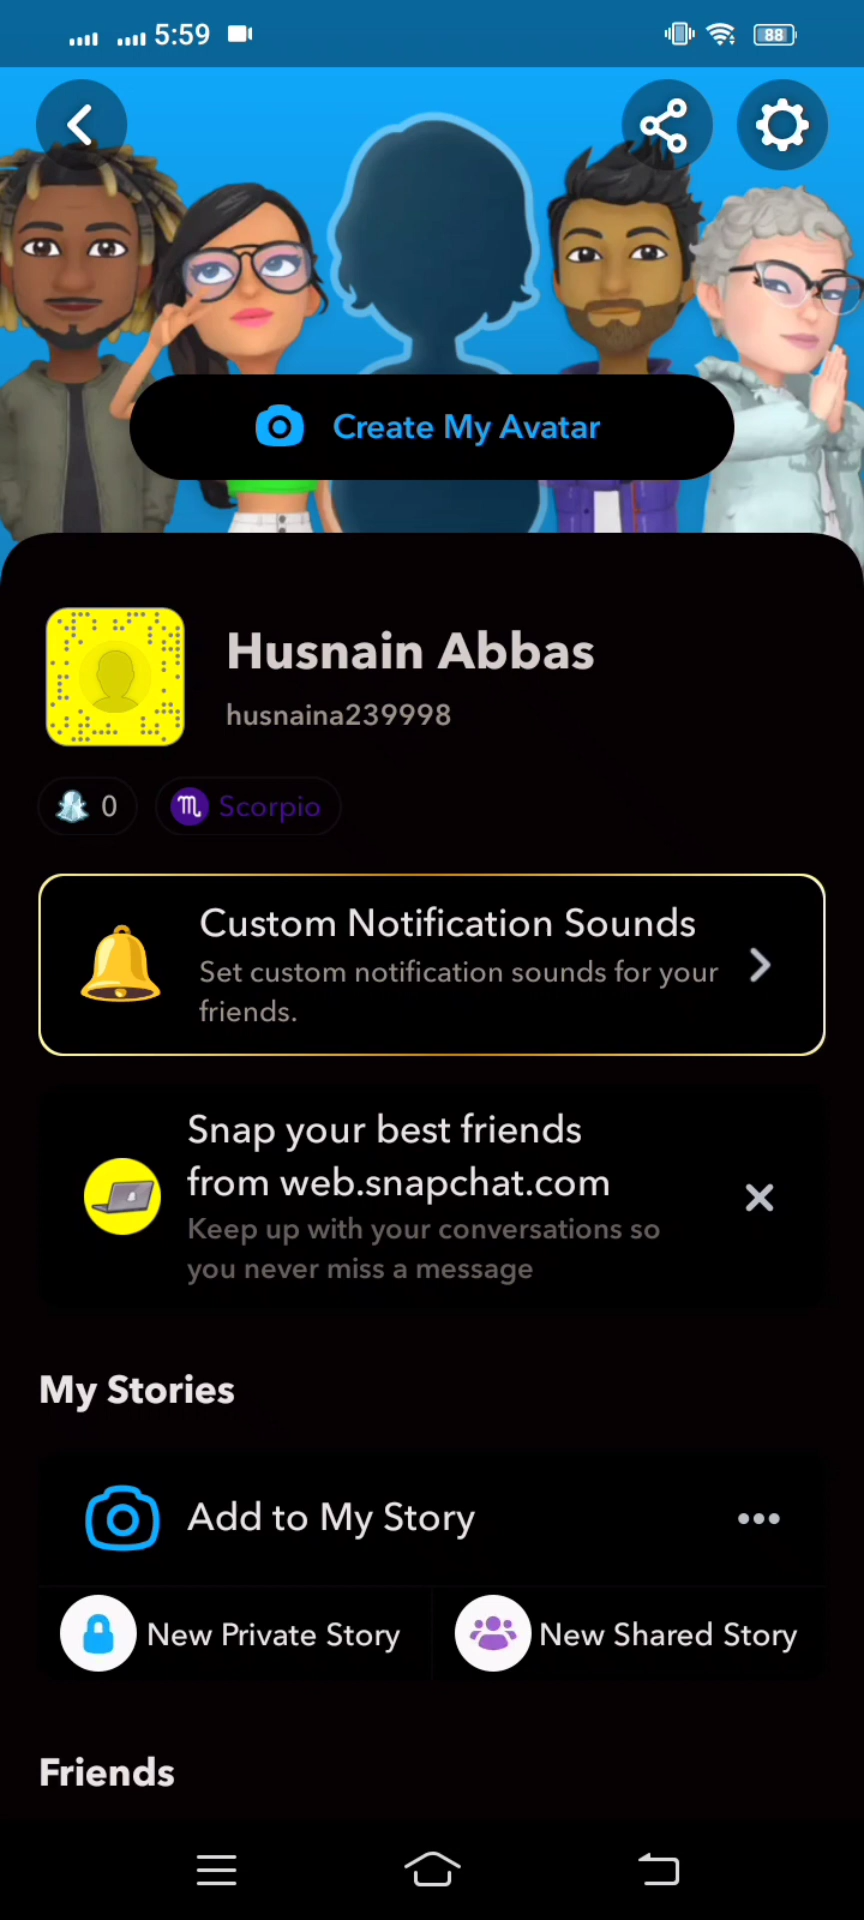 5:59
88
Create My Avatar
Husnain Abbas
husnaina239998
0
Scorpio
Custom Notification Sounds
Set custom notification sounds for your
friends.
Snap your best friends
from web.snapchat.com
Keep up with your conversations so
you never miss a message
My Stories
Add to My Story
New Private Story
New Shared Story
Friends